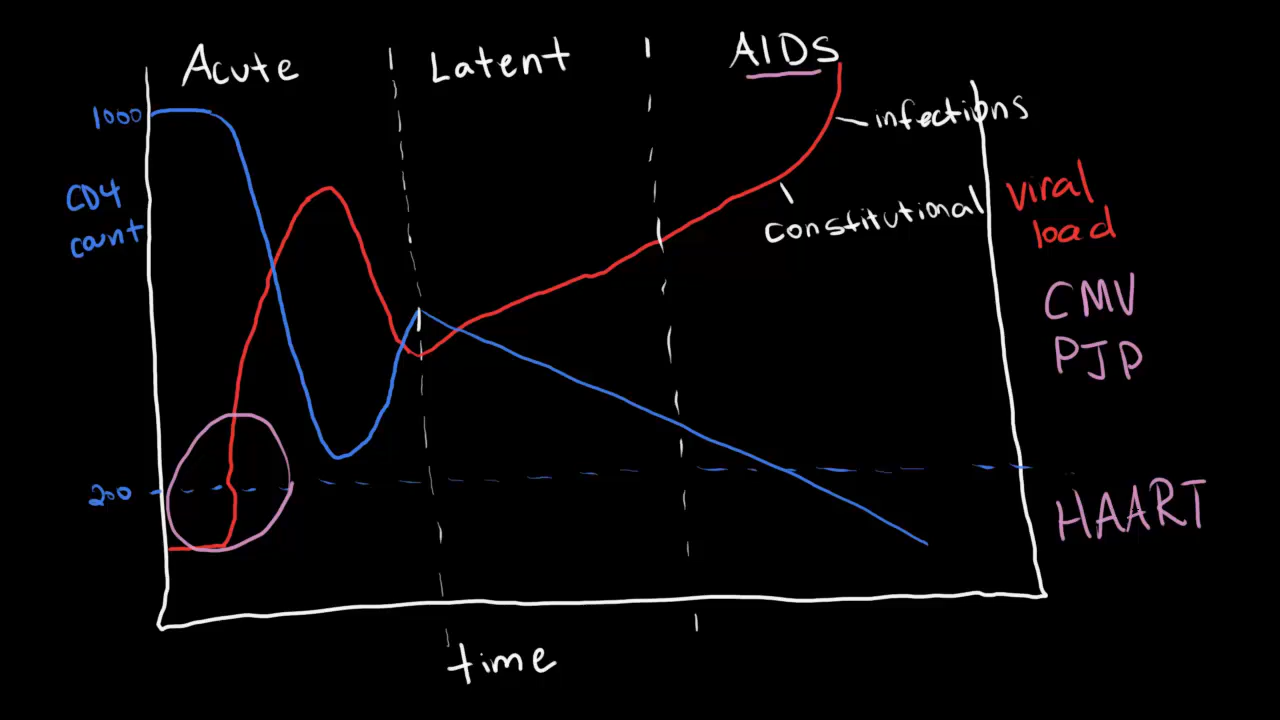 Acute
Latent
AIDS
1000
infections
CD4
count
viral
load
constitutional
CMV
PJP
200
HAART
time